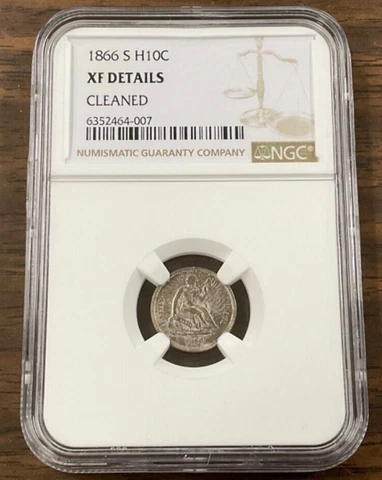 1866 S H10C
XF DETAILS
CLEANED
6352464-007
NUMISMATIC GUARANTY COMPANY
NGC